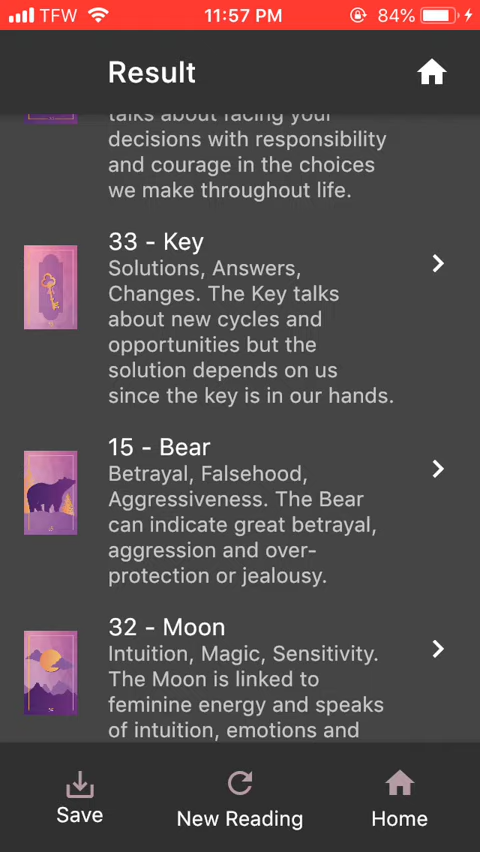 TFW
11:57 PM
84%
Result
talks about facing your
decisions with responsibility
and courage in the choices
we make throughout life.
33 - Key
Solutions, Answers,
Changes. The Key talks
about new cycles and
opportunities but the
solution depends on us
since the key is in our hands.
15 - Bear
Betrayal, Falsehood,
Aggressiveness. The Bear
can indicate great betrayal,
aggression and over-
protection or jealousy.
32 - Moon
Intuition, Magic, Sensitivity.
The Moon is linked to
feminine energy and speaks
of intuition, emotions and
Save
New Reading
Home